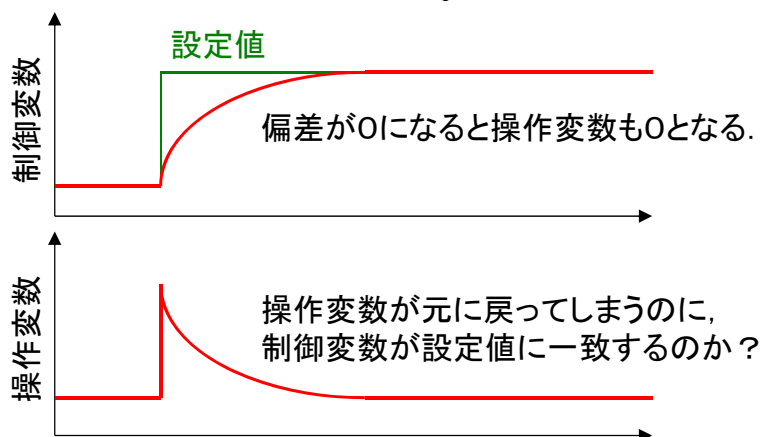 設定値
制御変数
偏差が0になると操作変数も0となる.
操作変数
操作変数が元に戻ってしまうのに,
制御変数が設定値に一致するのか？